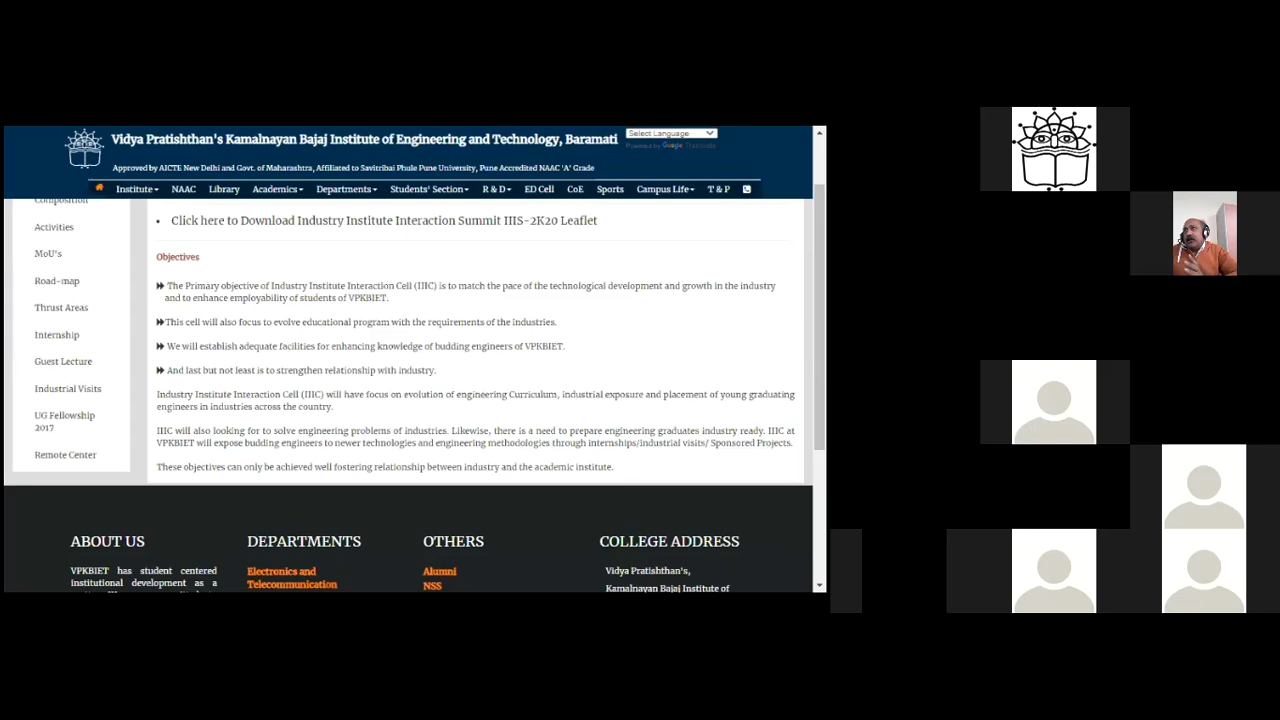 Vidya Pratishthan's Kamalnayan Bajaj Institute of Engineering and Technology, Baramati
Select Language
Powered by Google Translate
Approved by AICTE New Delhi and Govt. of Maharashtra, Affiliated to Savitribai Phule Pune University, Pune Accredited NAAC 'A' Grade
Institute NAAC Library Academics Departments Students' Section R & D ED Cell CoE Sports Campus Life T & P
Composition
Activities
MoU's
Road-map
Thrust Areas
Internship
Guest Lecture
Industrial Visits
UG Fellowship
2017
Remote Center
• Click here to Download Industry Institute Interaction Summit IIIS-2K20 Leaflet
Objectives
The Primary objective of Industry Institute Interaction Cell (IIIC) is to match the pace of the technological development and growth in the industry
and to enhance employability of students of VPKBIET.
This cell will also focus to evolve educational program with the requirements of the industries.
We will establish adequate facilities for enhancing knowledge of budding engineers of VPKBIET.
And last but not least is to strengthen relationship with industry.
Industry Institute Interaction Cell (IIIC) will have focus on evolution of engineering Curriculum, industrial exposure and placement of young graduating
engineers in industries across the country.
IIIC will also looking for to solve engineering problems of industries. Likewise, there is a need to prepare engineering graduates industry ready. IIIC at
VPKBIET will expose budding engineers to newer technologies and engineering methodologies through internships/industrial visits/ Sponsored Projects.
These objectives can only be achieved well fostering relationship between industry and the academic institute.
ABOUT US
VPKBIET has student centered
institutional development as a
DEPARTMENTS
Electronics and
Telecommunication
OTHERS
Alumni
NSS
COLLEGE ADDRESS
Vidya Pratishthan's,
Kamalnayan Bajaj Institute of